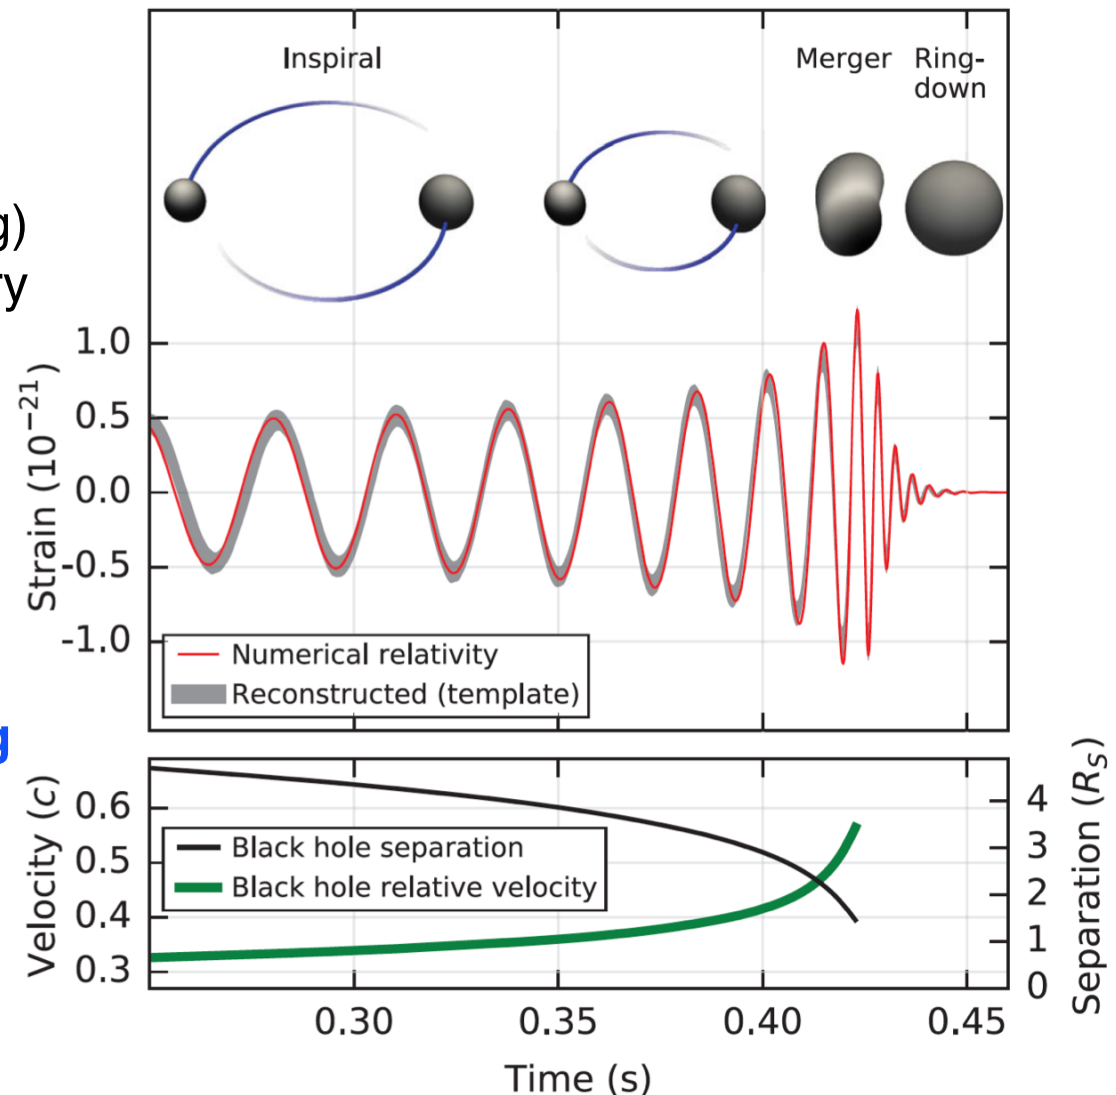 Inspiral
Merger
Ring-
down
g)
ry
g
1.0
0.5
0.0
-0.5
-1.0
Strain (10⁻²¹)
Numerical relativity
Reconstructed (template)
0.6
0.5
0.4
0.3
Velocity (c)
Black hole separation
Black hole relative velocity
4
3
2
1
0
Separation (R_S)
0.30
0.35
0.40
0.45
Time (s)